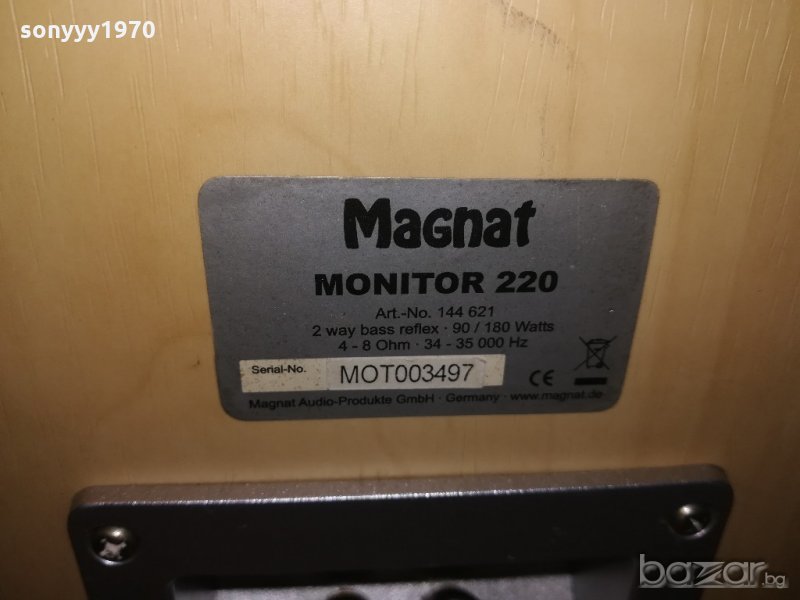 sonyyy1970
Magnat
MONITOR 220
Art.-No. 144 621
2 way bass reflex · 90 / 180 Watts
4 - 8 Ohm · 34 - 35 000 Hz
Serial-No. MOT003497
CE
Magnat Audio-Produkte GmbH · Germany · www.magnat.de
bazar.bg